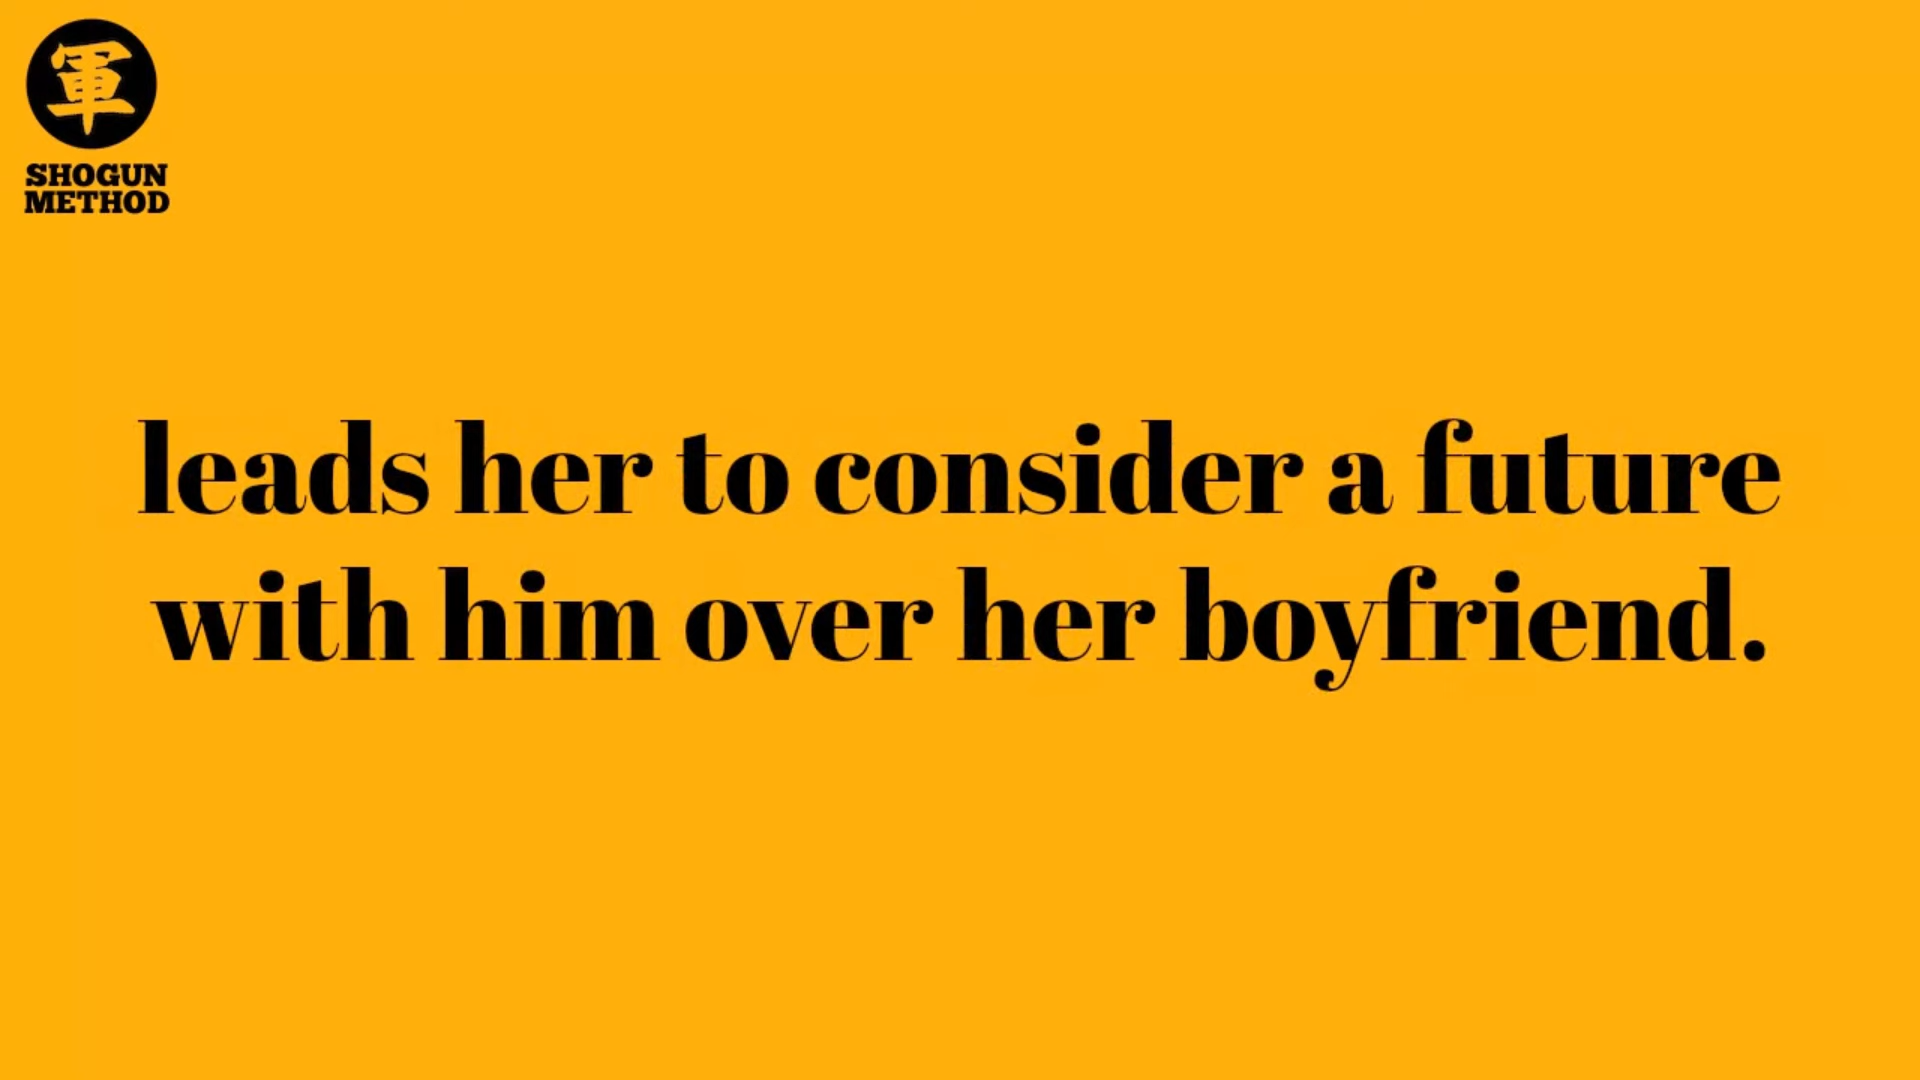 軍
SHOGUN
METHOD
leads her to consider a future
with him over her boyfriend.